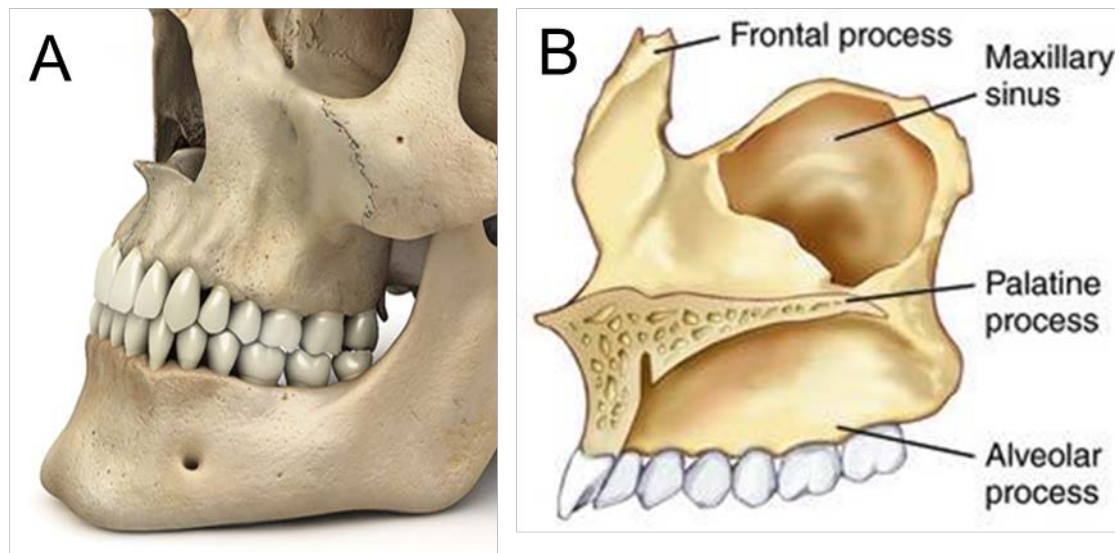 A
B
Frontal process
Maxillary
sinus
Palatine
process
Alveolar
process